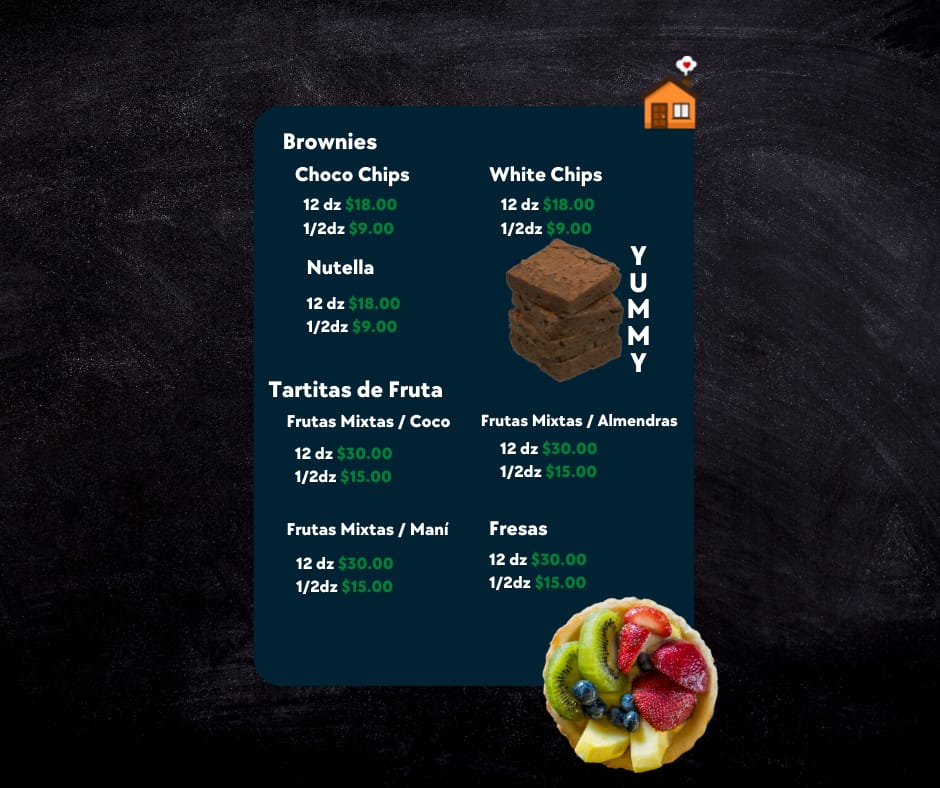 Brownies
Choco Chips
12 dz $18.00
1/2dz $9.00
White Chips
12 dz $18.00
1/2dz $9.00
Nutella
12 dz $18.00
1/2dz $9.00
YUMMY
Tartitas de Fruta
Frutas Mixtas / Coco
12 dz $30.00
1/2dz $15.00
Frutas Mixtas / Almendras
12 dz $30.00
1/2dz $15.00
Frutas Mixtas / Maní
12 dz $30.00
1/2dz $15.00
Fresas
12 dz $30.00
1/2dz $15.00